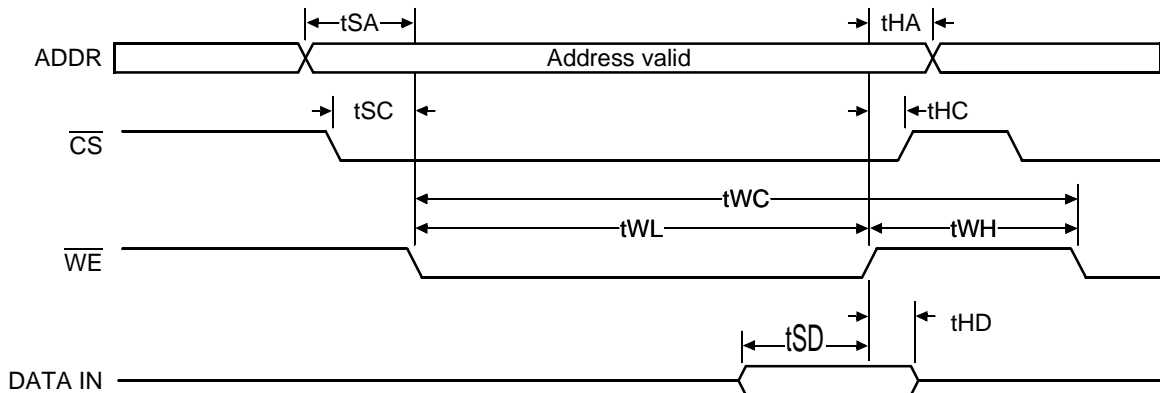 tSA
tHA
ADDR
Address valid
tSC
tHC
CS
tWC
tWL
tWH
WE
tSD
tHD
DATA IN